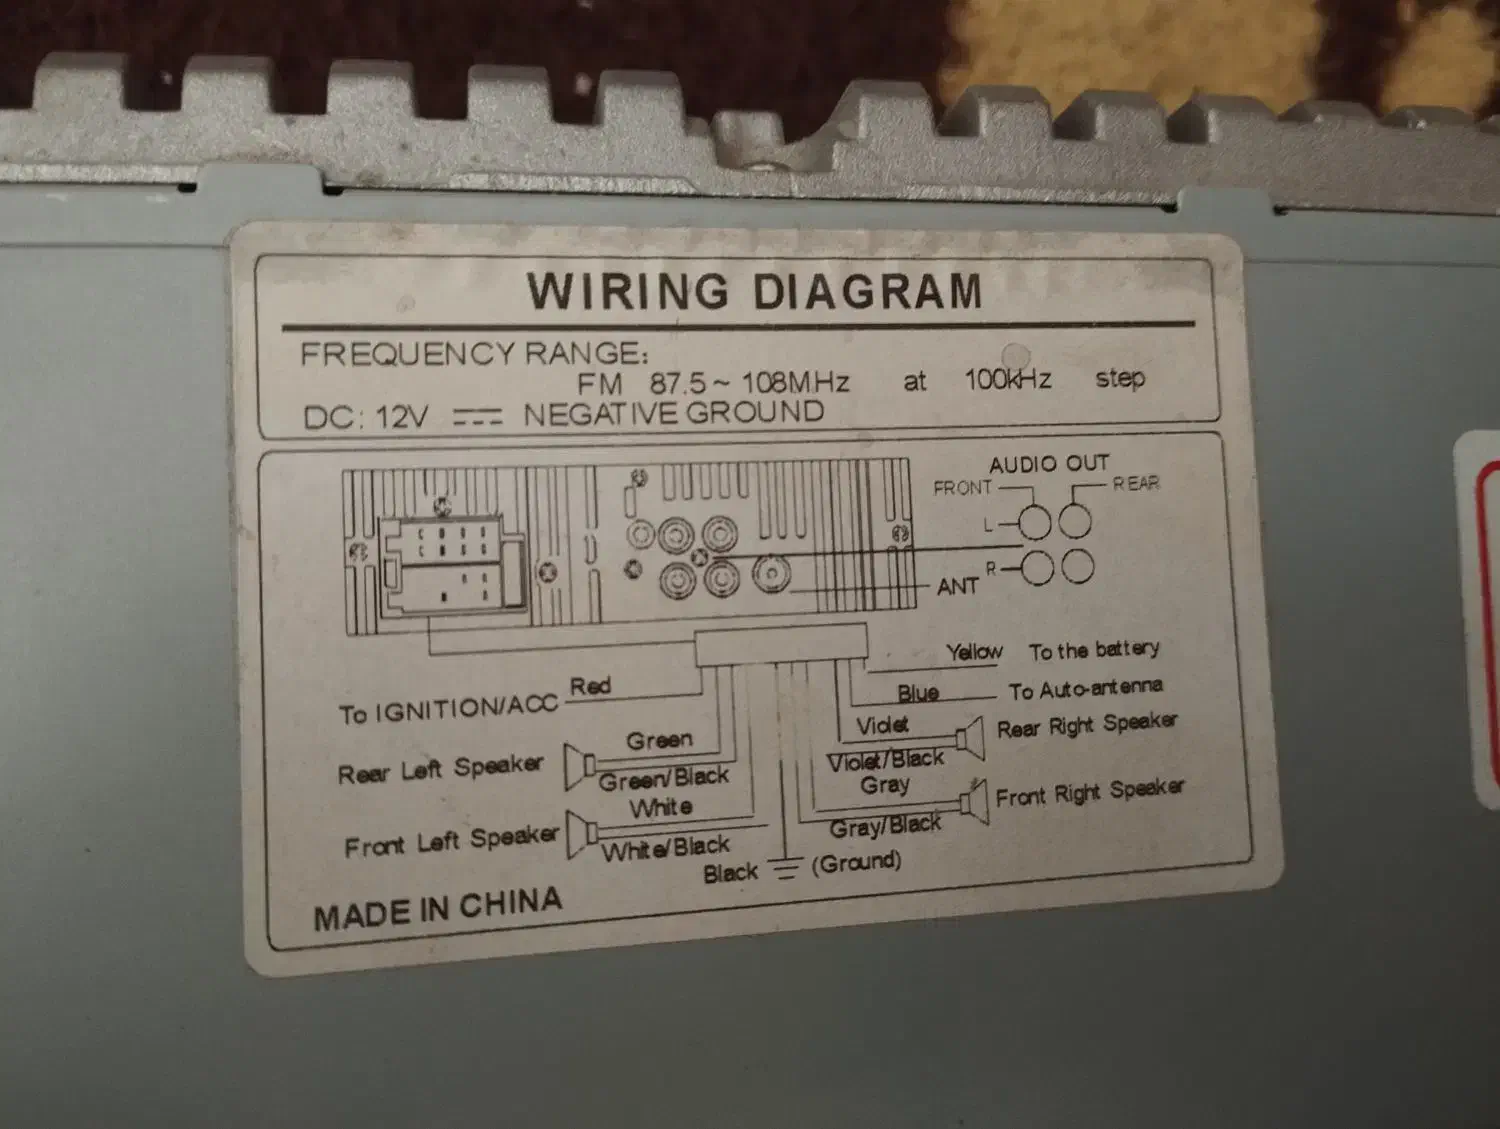 WIRING DIAGRAM
FREQUENCY RANGE:
FM 87.5~108MHz at 100kHz step
DC: 12V NEGATIVE GROUND
AUDIO OUT
FRONT REAR
L
R
ANT
Yellow To the battery
Blue To Auto-antenna
To IGNITION/ACC Red
Violet Rear Right Speaker
Violet/Black
Rear Left Speaker Green
Green/Black
Gray Front Right Speaker
Gray/Black
Front Left Speaker White
White/Black
Black (Ground)
MADE IN CHINA